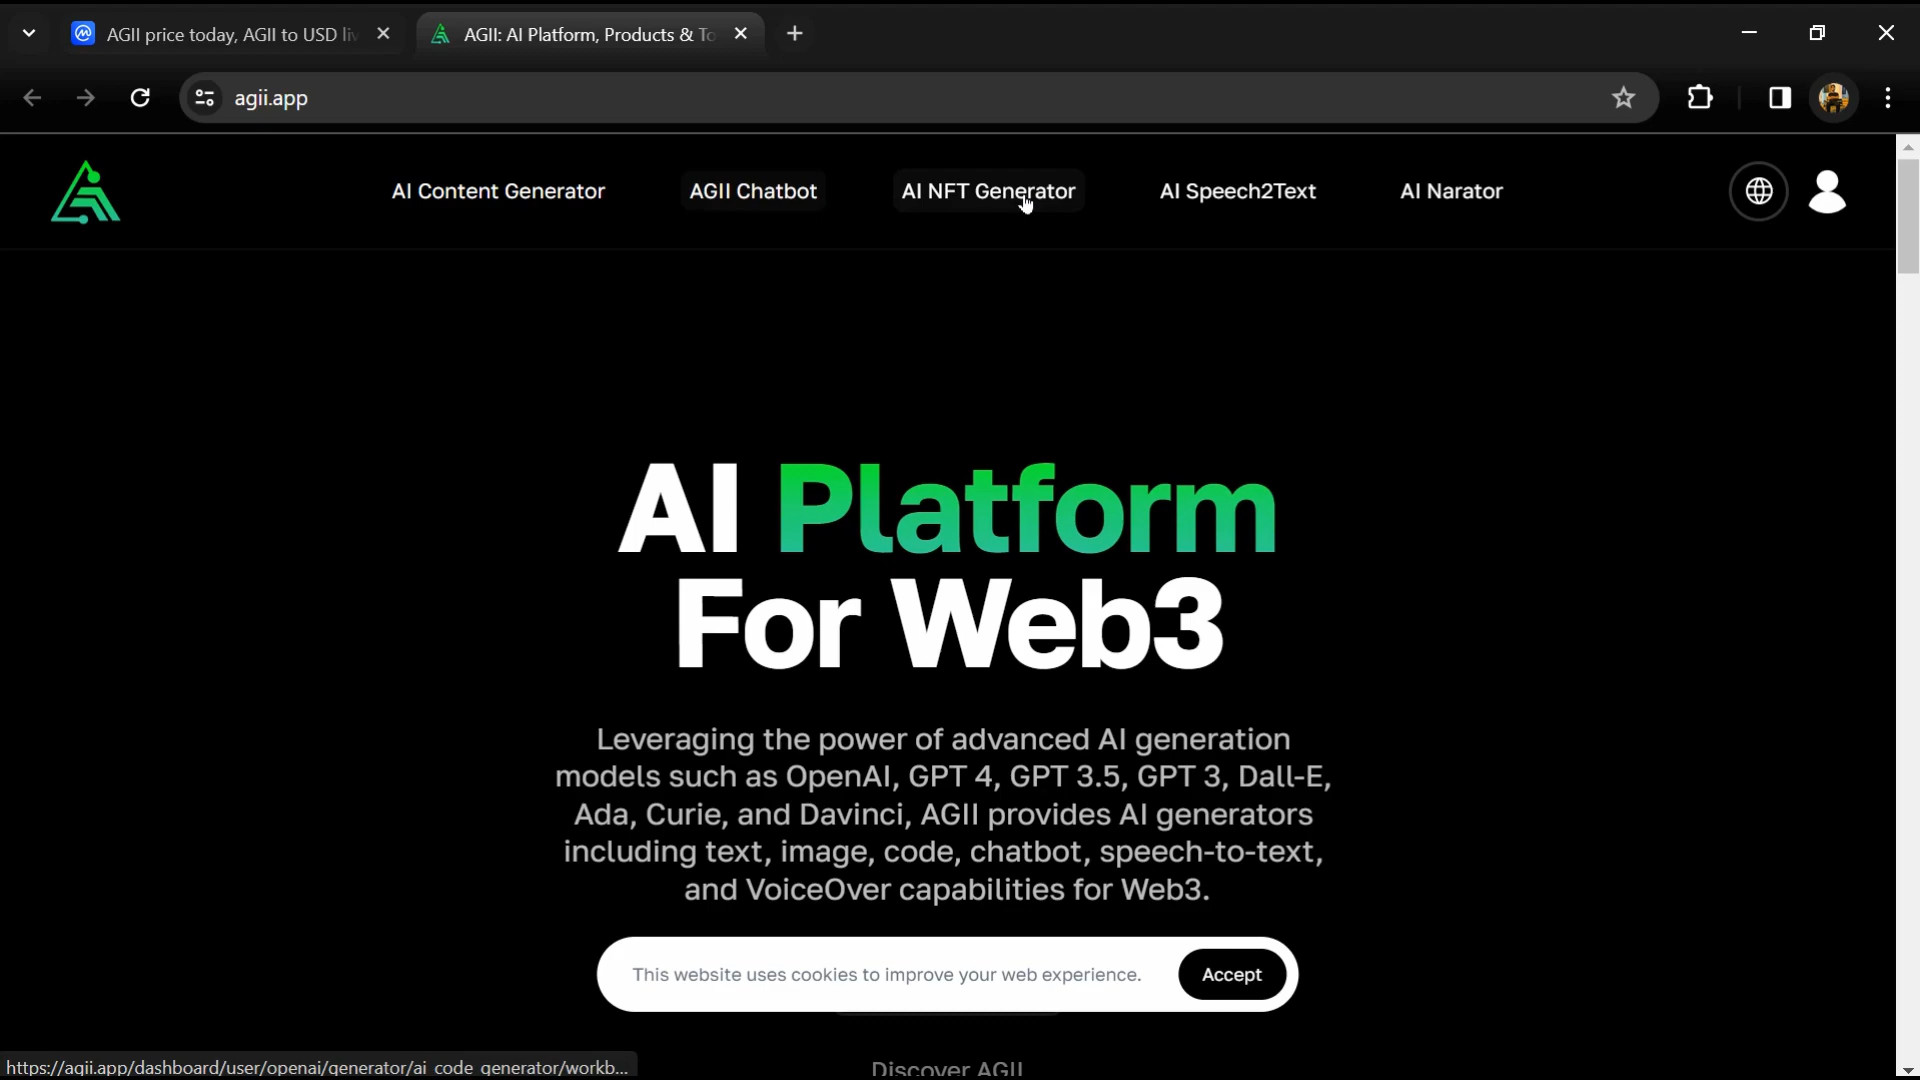 AGII price today, AGII to USD li
AGII: AI Platform, Products & To
agii.app
AI Content Generator
AGII Chatbot
AI NFT Generator
AI Speech2Text
AI Narator
AI Platform
For Web3
Leveraging the power of advanced AI generation
models such as OpenAI, GPT 4, GPT 3.5, GPT 3, Dall-E,
Ada, Curie, and Davinci, AGII provides AI generators
including text, image, code, chatbot, speech-to-text,
and VoiceOver capabilities for Web3.
This website uses cookies to improve your web experience.
Accept
Discover AGII
https://agii.app/dashboard/user/openai/generator/ai_code_generator/workb...